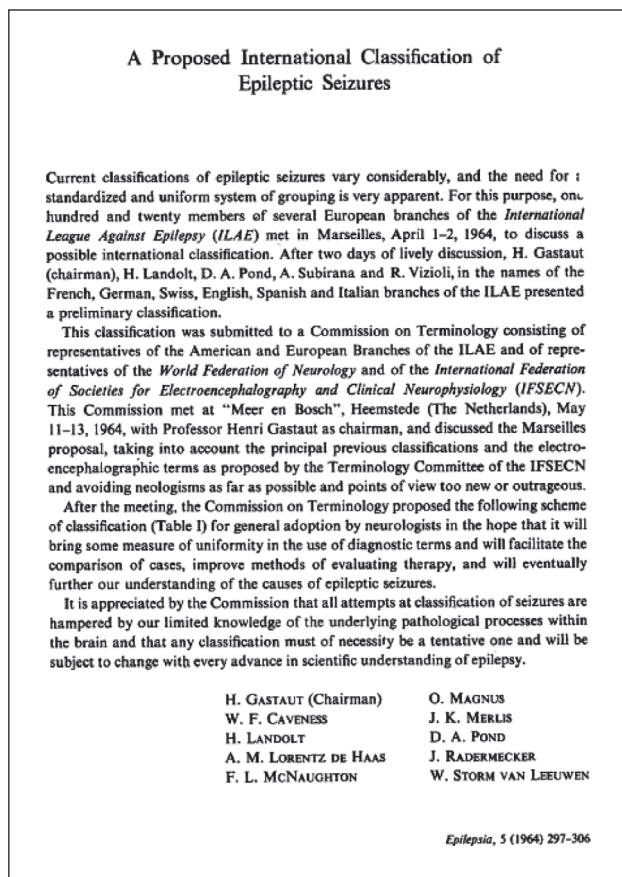 A Proposed International Classification of
Epileptic Seizures
Current classifications of epileptic seizures vary considerably, and the need for
standardized and uniform system of grouping is very apparent. For this purpose, one
hundred and twenty members of several European branches of the International
League Against Epilepsy (ILAE) met in Marseilles, April 1–2, 1964, to discuss a
possible international classification. After two days of lively discussion, H. Gastaut
(chairman), H. Landolt, D. A. Pond, A. Subirana and R. Vizioli, in the names of the
French, German, Swiss, English, Spanish and Italian branches of the ILAE presented
a preliminary classification.
This classification was submitted to a Commission on Terminology consisting of
representatives of the American and European Branches of the ILAE and of repre-
sentatives of the World Federation of Neurology and of the International Federation
of Societies for Electroencephalography and Clinical Neurophysiology (IFSECN).
This Commission met at “Meer en Bosch”, Heemstede (The Netherlands), May
11–13, 1964, with Professor Henri Gastaut as chairman, and discussed the Marseilles
proposal, taking into account the principal previous classifications and the electro-
encephalographic terms as proposed by the Terminology Committee of the IFSECN
and avoiding neologisms as far as possible and points of view too new or outrageous.
After the meeting, the Commission on Terminology proposed the following scheme
of classification (Table I) for general adoption by neurologists in the hope that it will
bring some measure of uniformity in the use of diagnostic terms and will facilitate the
comparison of cases, improve methods of evaluating therapy, and will eventually
further our understanding of the causes of epileptic seizures.
It is appreciated by the Commission that all attempts at classification of seizures are
hampered by our limited knowledge of the underlying pathological processes within
the brain and that any classification must of necessity be a tentative one and will be
subject to change with every advance in scientific understanding of epilepsy.
H. GASTAUT (Chairman) O. MAGNUS
W. F. CAVENESS J. K. MERLIS
H. LANDOLT D. A. POND
A. M. LORENTZ DE HAAS J. RADERMECKER
F. L. MCNAUGHTON W. STORM VAN LEEUWEN
Epilepsia, 5 (1964) 297–306